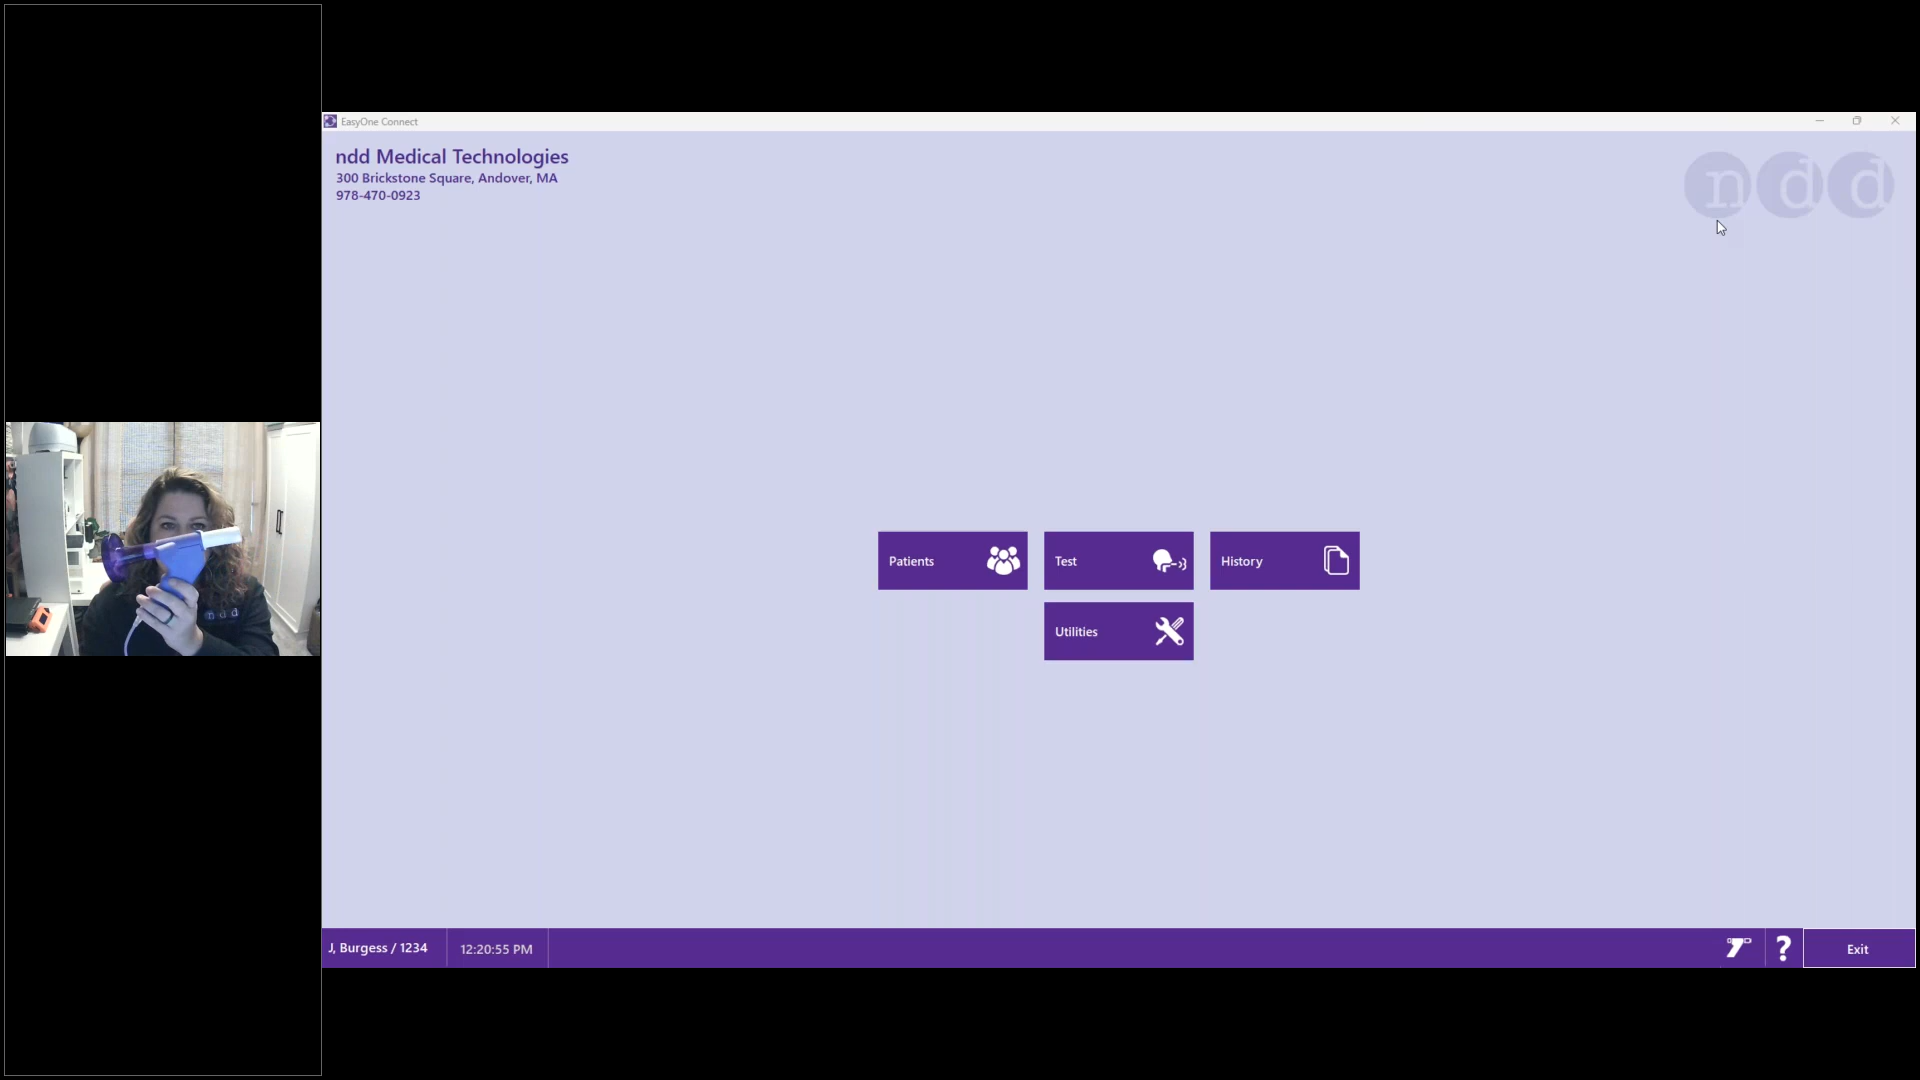 EasyOne Connect
ndd Medical Technologies
300 Brickstone Square, Andover, MA
978-470-0923
ndd
Patients
Test
History
Utilities
ndd
J, Burgess / 1234
12:20:55 PM
?
Exit